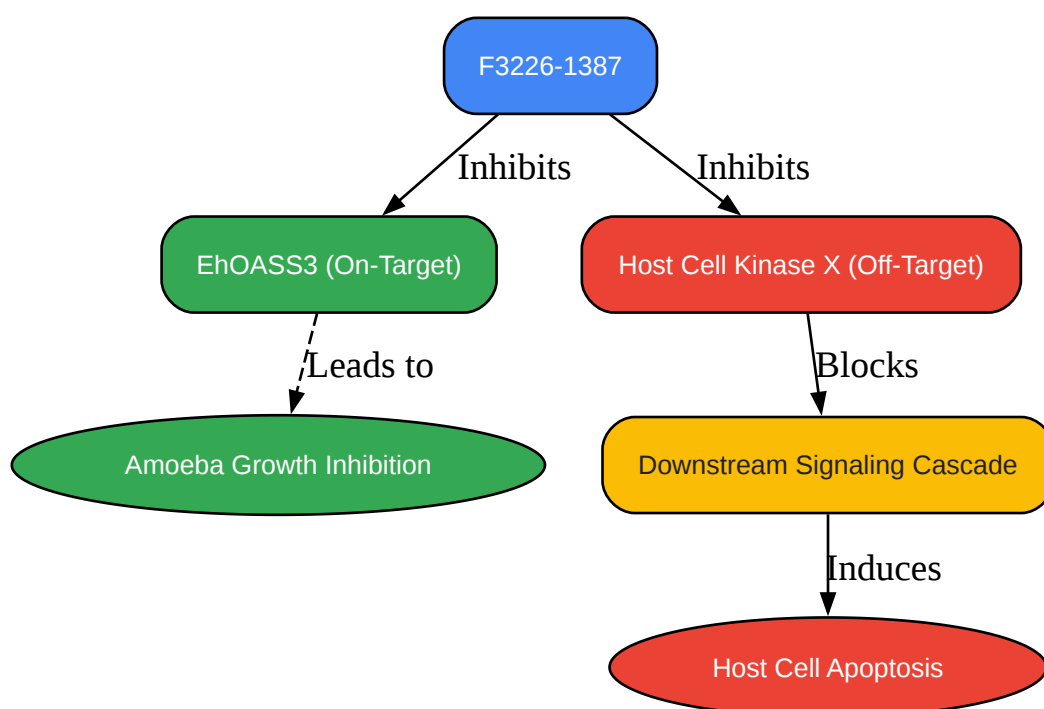 F3226-1387
Inhibits
Inhibits
EhOASS3 (On-Target)
Host Cell Kinase X (Off-Target)
Leads to
Blocks
Amoeba Growth Inhibition
Downstream Signaling Cascade
Induces
Host Cell Apoptosis